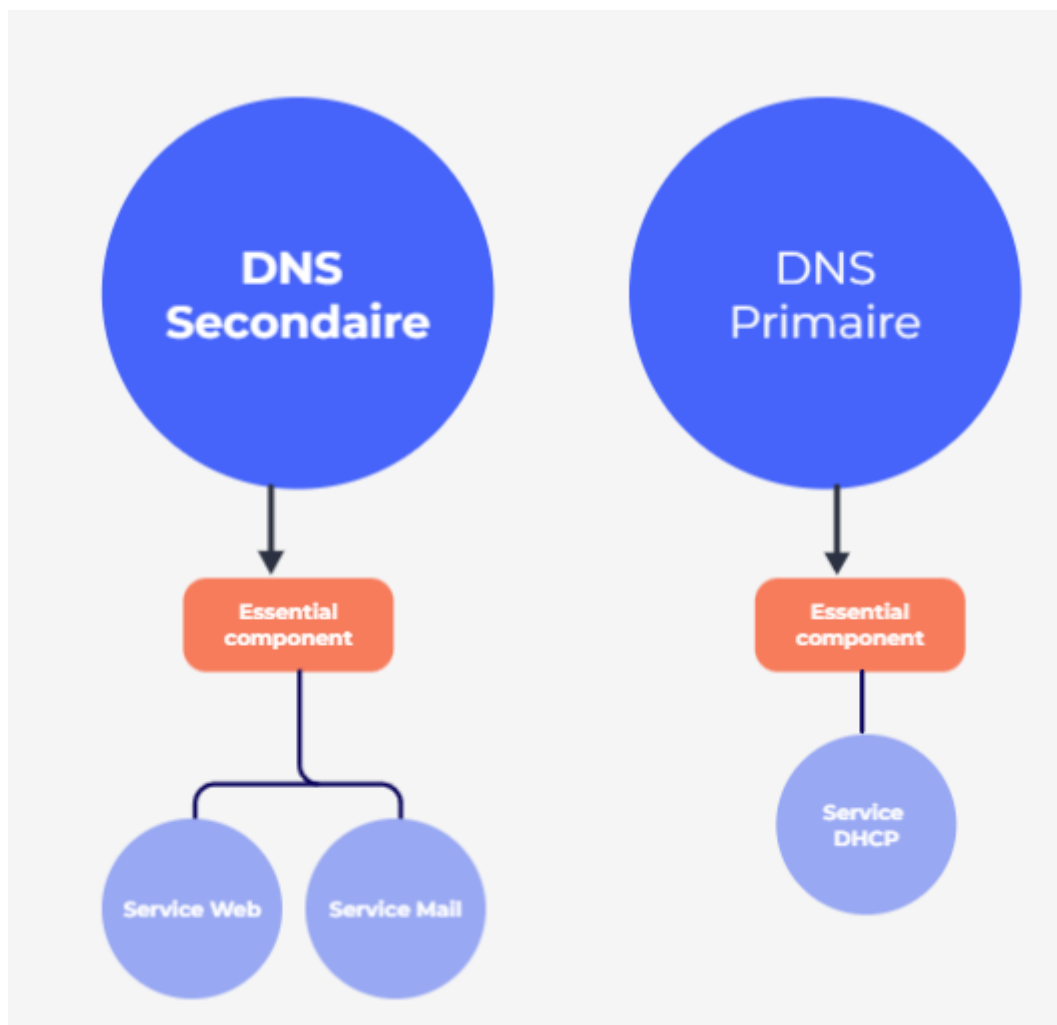 DNS
Secondaire
DNS
Primaire
Essential
component
Essential
component
Service
DHCP
Service Web
Service Mail